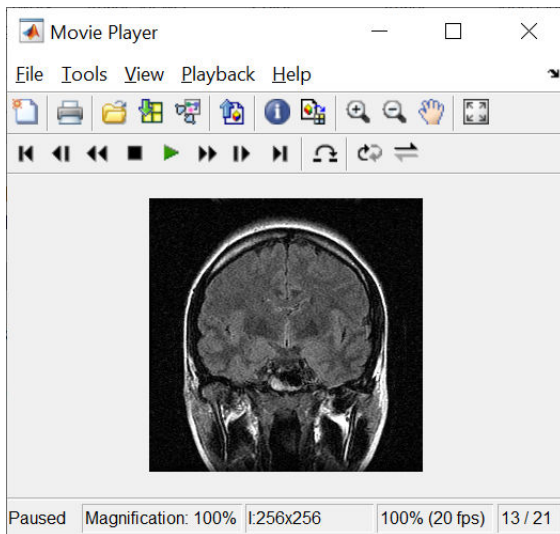 Movie Player
File Tools View Playback Help
Paused Magnification: 100% I:256x256 100% (20 fps) 13 / 21